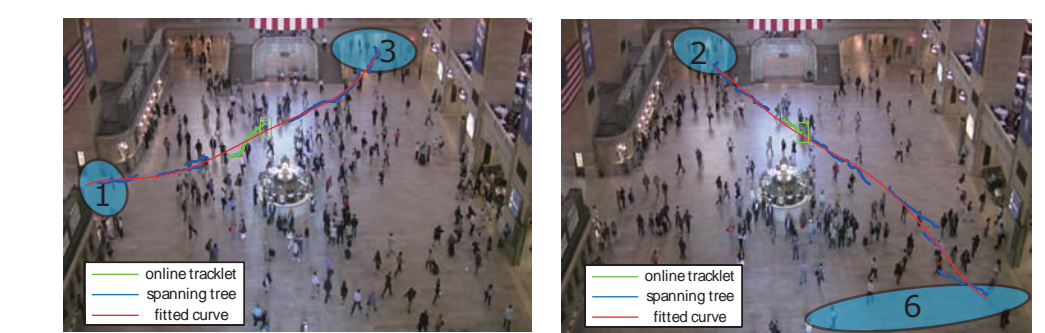 3
1
online tracklet
spanning tree
fitted curve
2
6
online tracklet
spanning tree
fitted curve